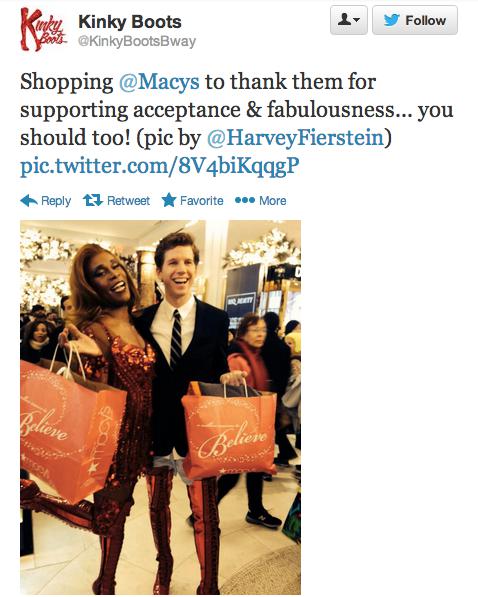 Kinky Boots
Kinky Boots
@KinkyBootsBway
Follow
Shopping @Macys to thank them for
supporting acceptance & fabulousness... you
should too! (pic by @HarveyFierstein)
pic.twitter.com/8V4biKqqgP
Reply Retweet Favorite More
Believe
macy's
Believe